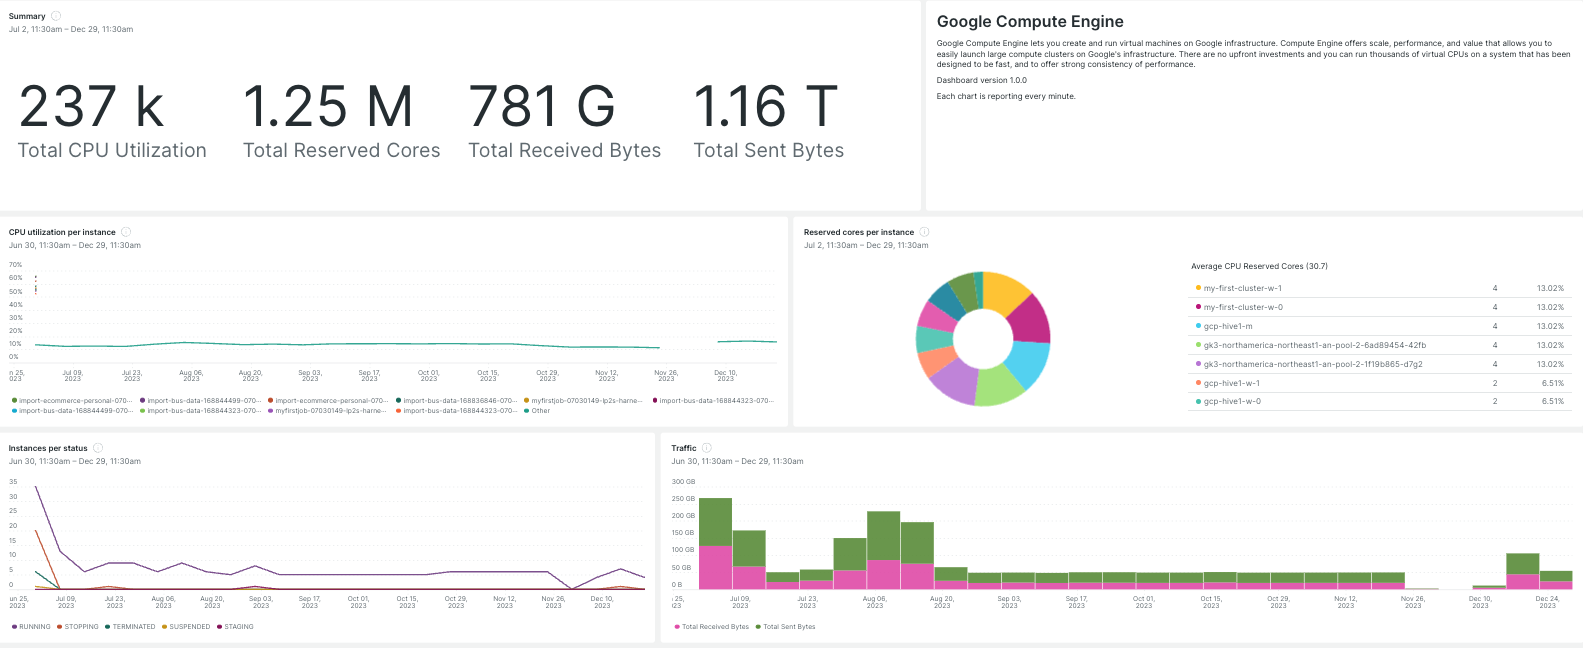 Summary
Jul 2, 11:30am – Dec 29, 11:30am
237 k
Total CPU Utilization
1.25 M
Total Reserved Cores
781 G
Total Received Bytes
1.16 T
Total Sent Bytes
Google Compute Engine
Google Compute Engine lets you create and run virtual machines on Google infrastructure. Compute Engine offers scale, performance, and value that allows you to
easily launch large compute clusters on Google's infrastructure. There are no upfront investments and you can run thousands of virtual CPUs on a system that has been
designed to be fast, and to offer strong consistency of performance.
Dashboard version 1.0.0
Each chart is reporting every minute.
CPU utilization per instance
Jun 30, 11:30am – Dec 29, 11:30am
70%
60%
50%
40%
30%
20%
10%
0%
n 25, 023
Jul 09, 2023
Jul 23, 2023
Aug 06, 2023
Aug 20, 2023
Sep 03, 2023
Sep 17, 2023
Oct 01, 2023
Oct 15, 2023
Oct 29, 2023
Nov 12, 2023
Nov 26, 2023
Dec 10, 2023
import-ecommerce-personal-070··· import-bus-data-168844499-070··· import-ecommerce-personal-070··· import-bus-data-168836846-070··· myfirstjob-07030149-lp2s-harne··· import-bus-data-168844323-070···
import-bus-data-168844499-070··· import-bus-data-168844323-070··· myfirstjob-07030149-lp2s-harne··· import-bus-data-168844323-070··· Other
Reserved cores per instance
Jul 2, 11:30am – Dec 29, 11:30am
Average CPU Reserved Cores (30.7)
my-first-cluster-w-1 4 13.02%
my-first-cluster-w-0 4 13.02%
gcp-hive1-m 4 13.02%
gk3-northamerica-northeast1-an-pool-2-6ad89454-42fb 4 13.02%
gk3-northamerica-northeast1-an-pool-2-1f19b865-d7g2 4 13.02%
gcp-hive1-w-1 2 6.51%
gcp-hive1-w-0 2 6.51%
Instances per status
Jun 30, 11:30am – Dec 29, 11:30am
35
30
25
20
15
10
5
0
un 25, 2023
Jul 09, 2023
Jul 23, 2023
Aug 06, 2023
Aug 20, 2023
Sep 03, 2023
Sep 17, 2023
Oct 01, 2023
Oct 15, 2023
Oct 29, 2023
Nov 12, 2023
Nov 26, 2023
Dec 10, 2023
RUNNING STOPPING TERMINATED SUSPENDED STAGING
Traffic
Jun 30, 11:30am – Dec 29, 11:30am
300 GB
250 GB
200 GB
150 GB
100 GB
50 GB
0 B
25, 023
Jul 09, 2023
Jul 23, 2023
Aug 06, 2023
Aug 20, 2023
Sep 03, 2023
Sep 17, 2023
Oct 01, 2023
Oct 15, 2023
Oct 29, 2023
Nov 12, 2023
Nov 26, 2023
Dec 10, 2023
Dec 24, 2023
Total Received Bytes Total Sent Bytes